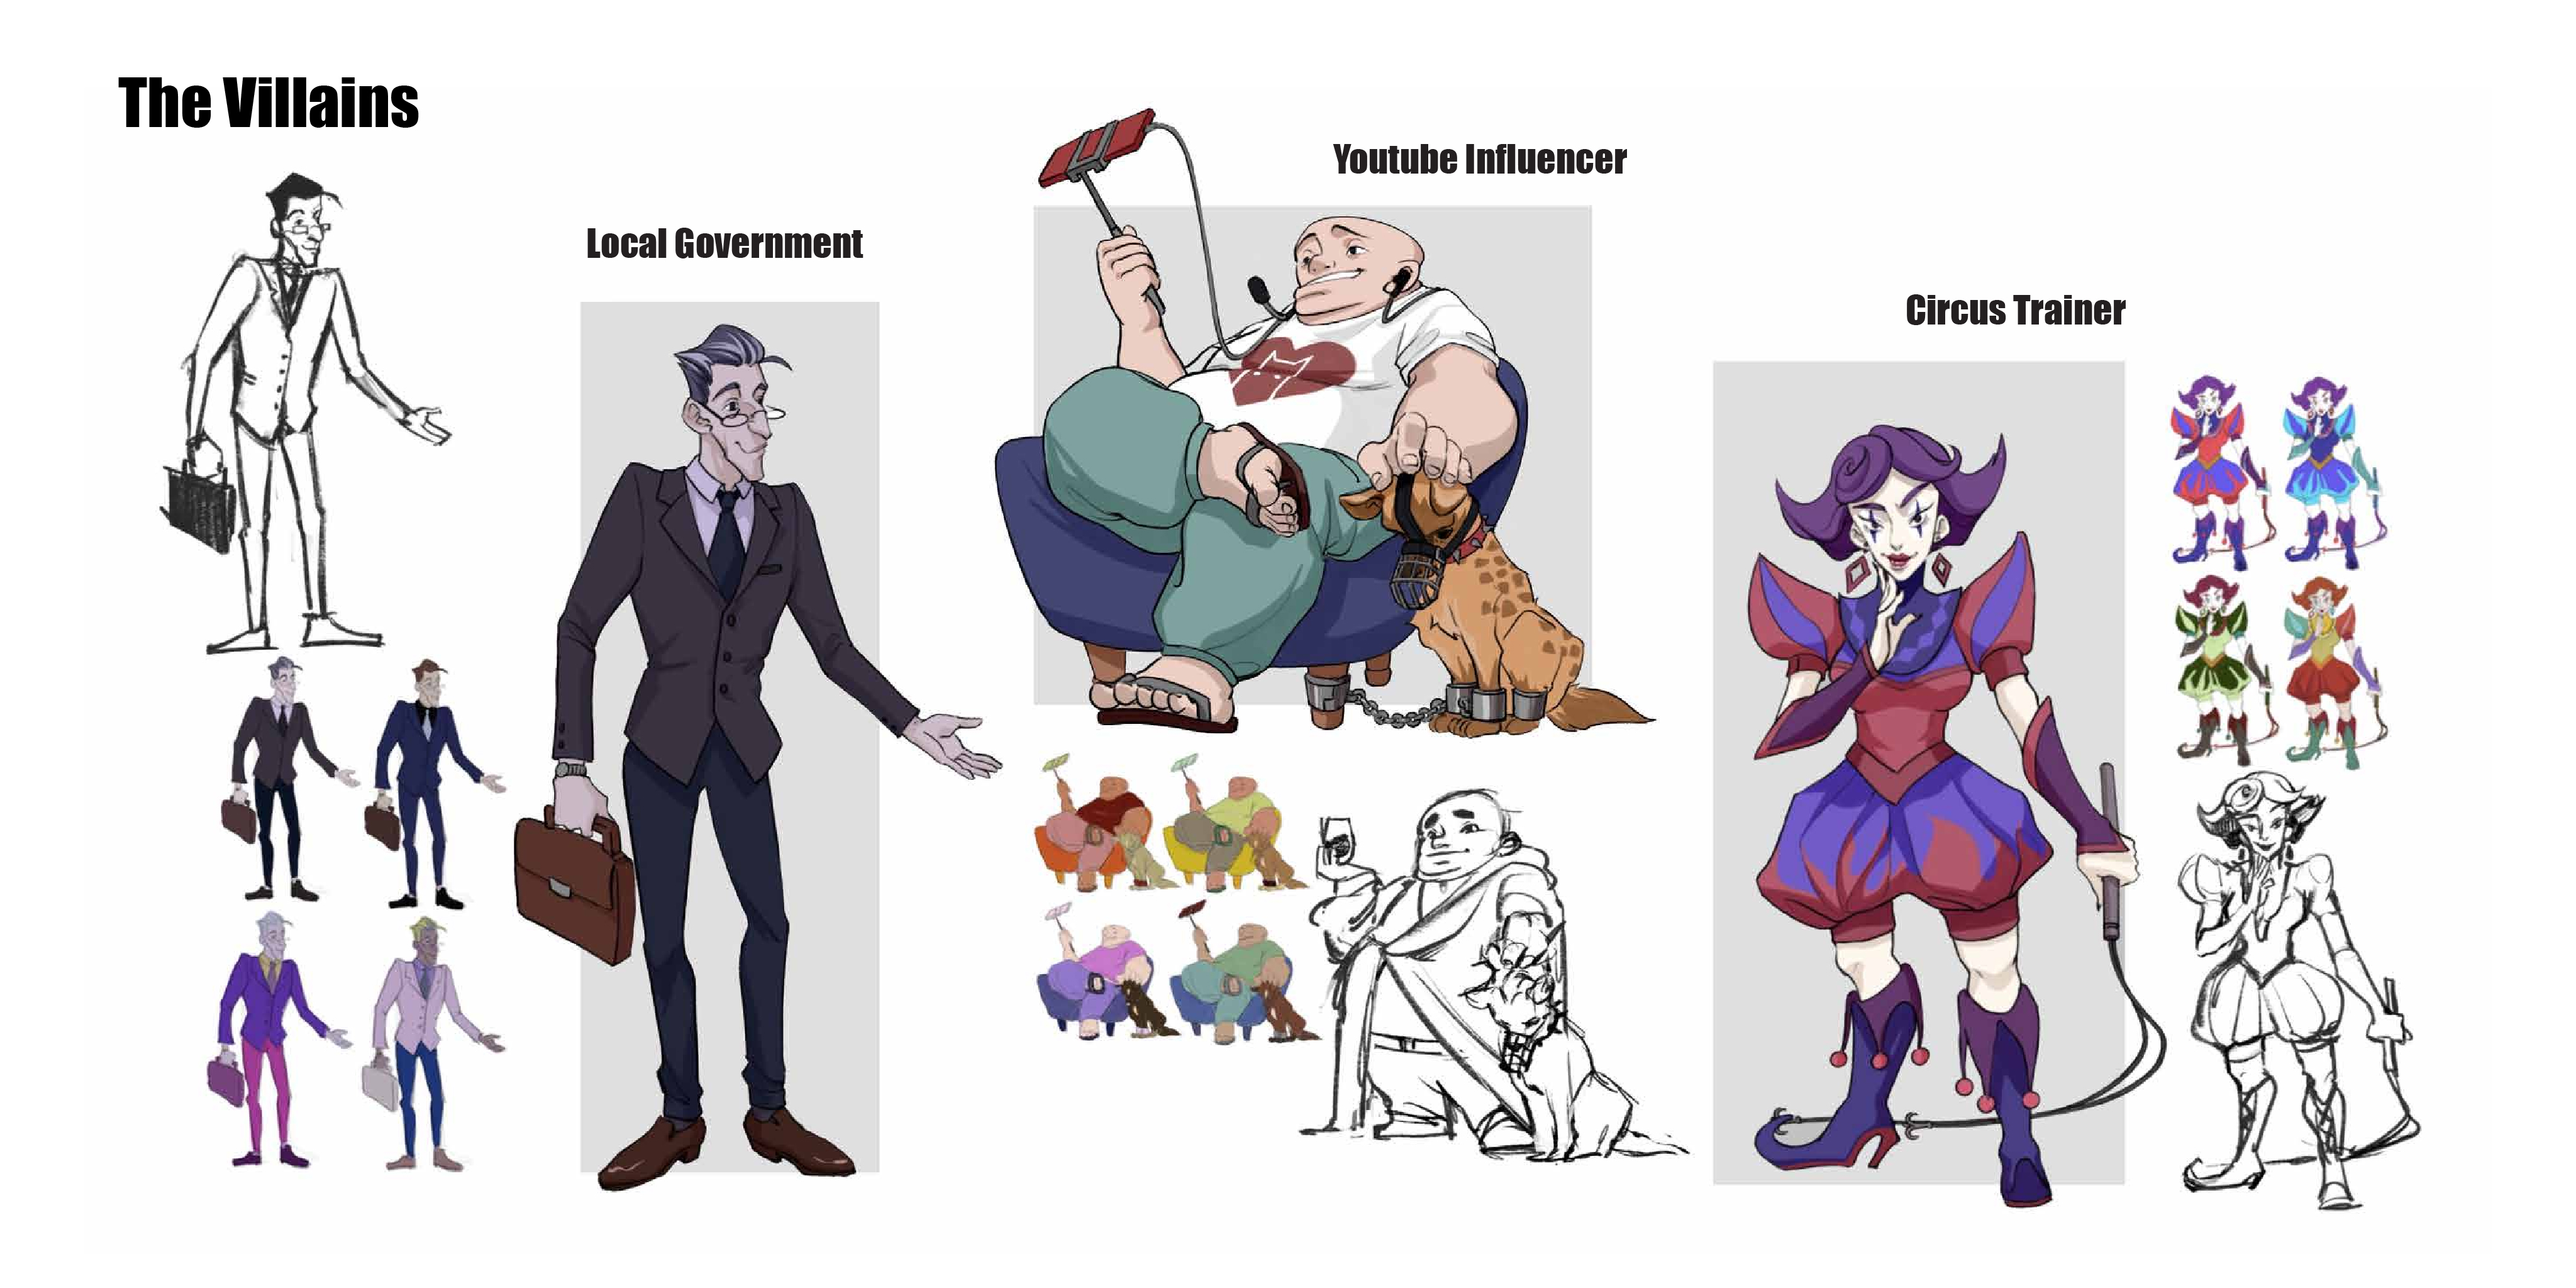 The Villains
Local Government
Youtube Influencer
Circus Trainer